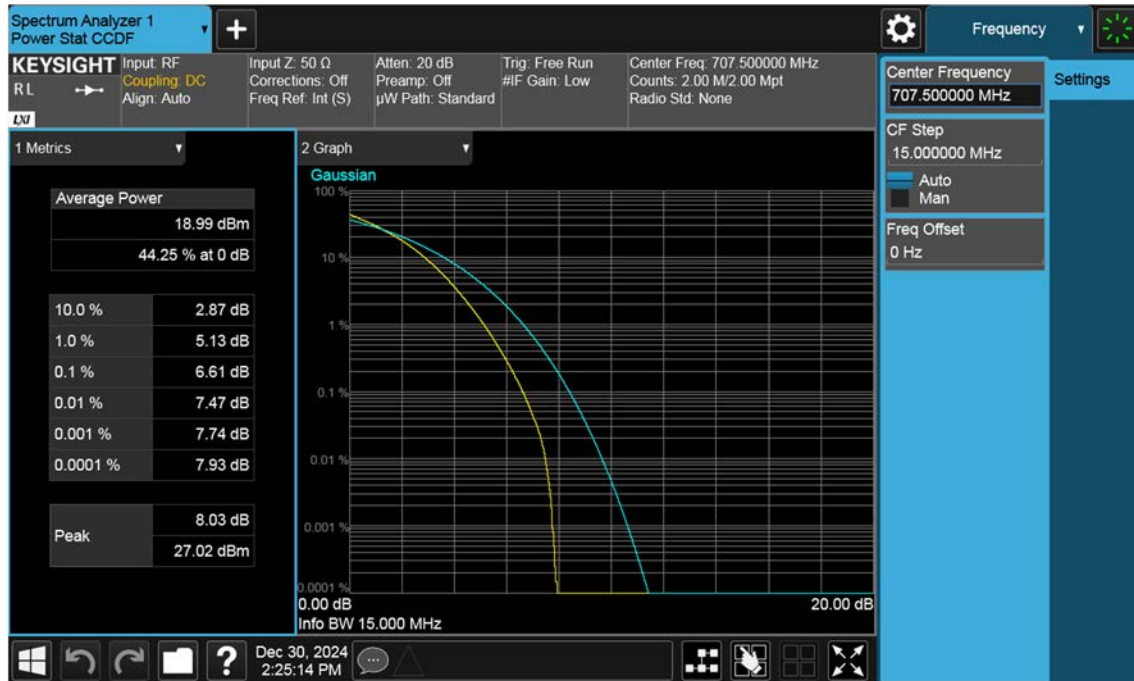 Spectrum Analyzer 1
Power Stat CCDF
Frequency
KEYSIGHT
R L
LXI
Input: RF
Coupling: DC
Align: Auto
Input Z: 50 Ω
Corrections: Off
Freq Ref: Int (S)
Atten: 20 dB
Preamp: Off
µW Path: Standard
Trig: Free Run
#IF Gain: Low
Center Freq: 707.500000 MHz
Counts: 2.00 M/2.00 Mpt
Radio Std: None
Center Frequency
707.500000 MHz
Settings
CF Step
15.000000 MHz
Auto
Man
Freq Offset
0 Hz
1 Metrics
Average Power
18.99 dBm
44.25 % at 0 dB
10.0 % 2.87 dB
1.0 % 5.13 dB
0.1 % 6.61 dB
0.01 % 7.47 dB
0.001 % 7.74 dB
0.0001 % 7.93 dB
Peak
8.03 dB
27.02 dBm
2 Graph
Gaussian
100 %
10 %
1 %
0.1 %
0.01 %
0.001 %
0.0001 %
0.00 dB 20.00 dB
Info BW 15.000 MHz
?
Dec 30, 2024
2:25:14 PM